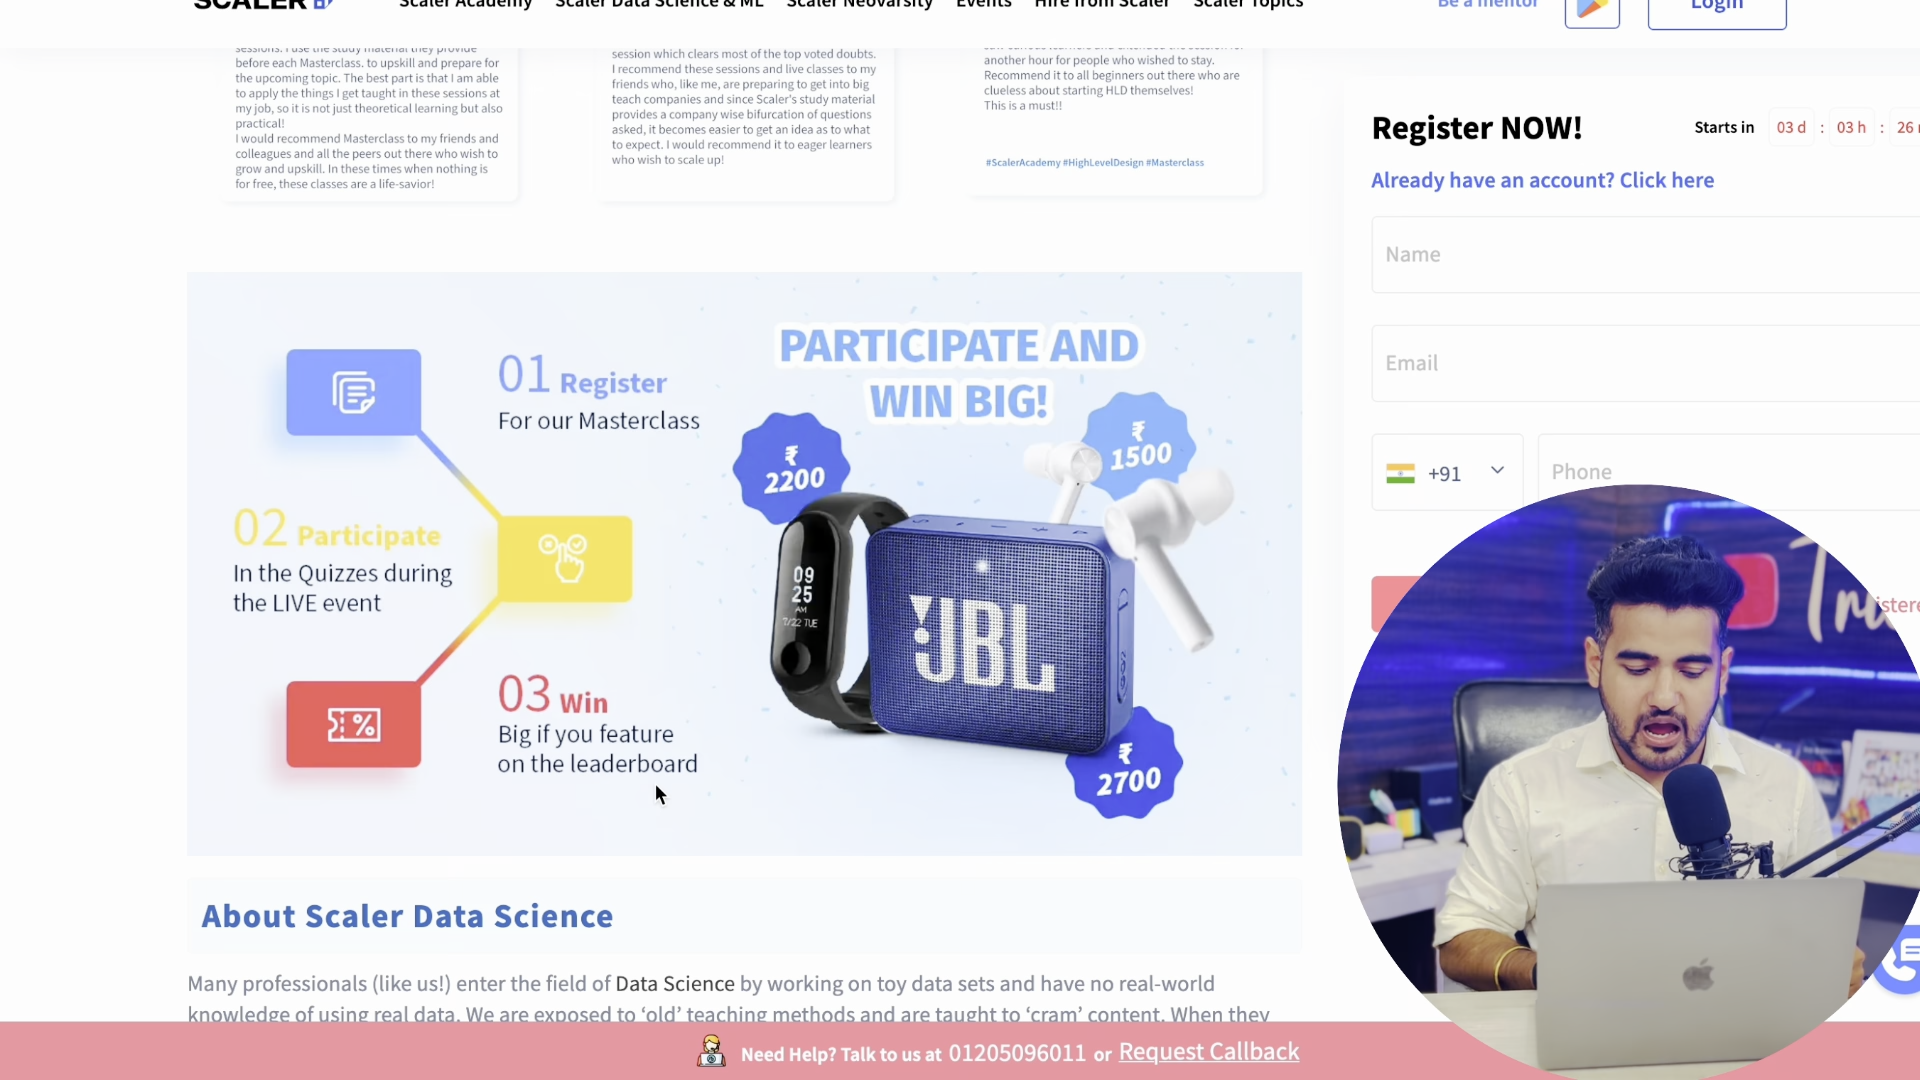 SCALER
Scaler Academy Scaler Data Science & ML Scaler Neovarsity Events Hire from Scaler Scaler Topics
Be a mentor
Login
sessions. I use the study material they provide
before each Masterclass. to upskill and prepare for
the upcoming topic. The best part is that I am able
to apply the things I get taught in these sessions at
my job, so it is not just theoretical learning but also
practical!
I would recommend Masterclass to my friends and
colleagues and all the peers out there who wish to
grow and upskill. In these times when nothing is
for free, these classes are a life-savior!
session which clears most of the top voted doubts.
I recommend these sessions and live classes to my
friends who, like me, are preparing to get into big
teach companies and since Scaler's study material
provides a company wise bifurcation of questions
asked, it becomes easier to get an idea as to what
to expect. I would recommend it to eager learners
who wish to scale up!
another hour for people who wished to stay.
Recommend it to all beginners out there who are
clueless about starting HLD themselves!
This is a must!!
#ScalerAcademy #HighLevelDesign #Masterclass
Register NOW!
Starts in 03 d : 03 h : 26
Already have an account? Click here
Name
Email
+91
Phone
PARTICIPATE AND
WIN BIG!
01 Register
For our Masterclass
02 Participate
In the Quizzes during
the LIVE event
03 Win
Big if you feature
on the leaderboard
₹
2200
₹
1500
09
25
AM
JBL
₹
2700
About Scaler Data Science
Many professionals (like us!) enter the field of Data Science by working on toy data sets and have no real-world
knowledge of using real data. We are exposed to ‘old’ teaching methods and are taught to ‘cram’ content. When they
Need Help? Talk to us at 01205096011 or Request Callback